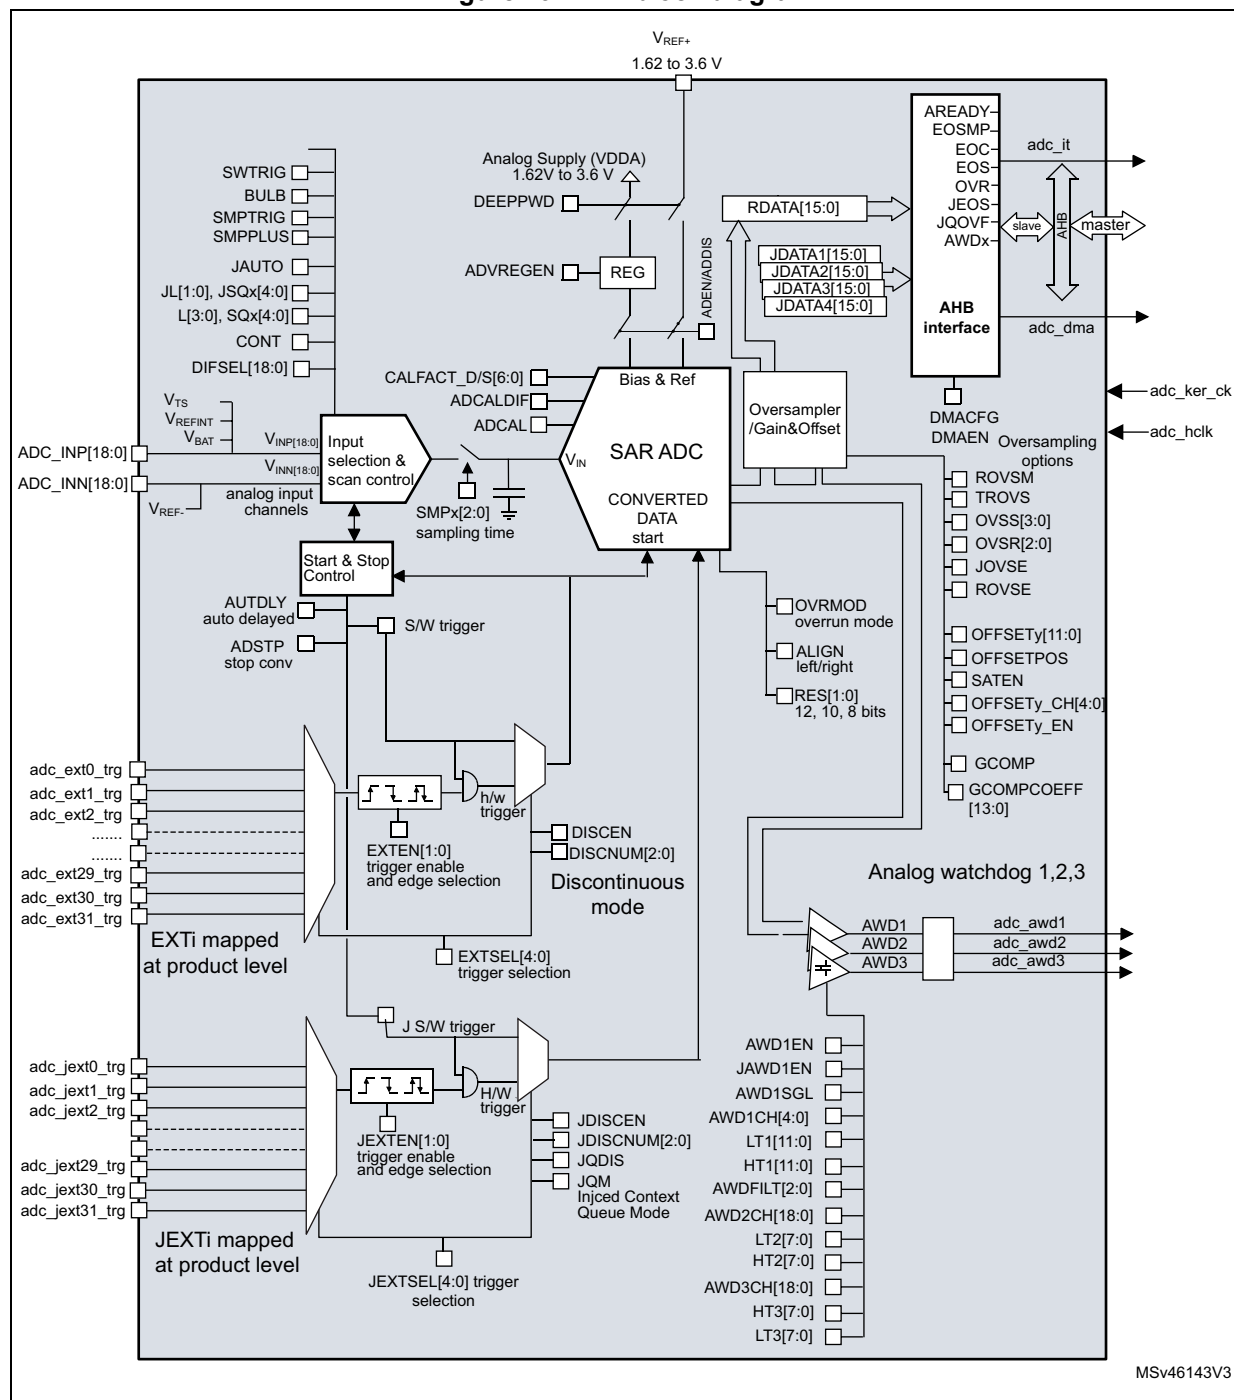 V_REF+
1.62 to 3.6 V
Analog Supply (VDDA)
1.62V to 3.6 V
SWTRIG
BULB
SMPTRIG
SMPPLUS
JAUTO
JL[1:0], JSQx[4:0]
L[3:0], SQx[4:0]
CONT
DIFSEL[18:0]
DEEPPWD
ADVREGEN
REG
ADEN/ADDIS
RDATA[15:0]
JDATA1[15:0]
JDATA2[15:0]
JDATA3[15:0]
JDATA4[15:0]
AREADY
EOSMP
EOC
EOS
OVR
JEOS
JQOVF
AWDx
AHB
interface
adc_it
slave
AHB
master
adc_dma
DMACFG
DMAEN
adc_ker_ck
adc_hclk
V_TS
V_REFINT
V_BAT
ADC_INP[18:0]
ADC_INN[18:0]
V_INP[18:0]
V_INN[18:0]
V_REF-
analog input
channels
Input
selection &
scan control
SMPx[2:0]
sampling time
CALFACT_D/S[6:0]
ADCALDIF
ADCAL
Bias & Ref
V_IN
SAR ADC
CONVERTED
DATA
start
Oversampler
/Gain&Offset
Oversampling
options
ROVSM
TROVS
OVSS[3:0]
OVSR[2:0]
JOVSE
ROVSE
OFFSETy[11:0]
OFFSETPOS
SATEN
OFFSETy_CH[4:0]
OFFSETy_EN
GCOMP
GCOMPCOEFF
[13:0]
Start & Stop
Control
AUTDLY
auto delayed
ADSTP
stop conv
S/W trigger
OVRMOD
overrun mode
ALIGN
left/right
RES[1:0]
12, 10, 8 bits
adc_ext0_trg
adc_ext1_trg
adc_ext2_trg
.......
.......
adc_ext29_trg
adc_ext30_trg
adc_ext31_trg
h/w
trigger
EXTEN[1:0]
trigger enable
and edge selection
DISCEN
DISCNUM[2:0]
Discontinuous
mode
EXTi mapped
at product level
EXTSEL[4:0]
trigger selection
Analog watchdog 1,2,3
AWD1
AWD2
AWD3
adc_awd1
adc_awd2
adc_awd3
J S/W trigger
adc_jext0_trg
adc_jext1_trg
adc_jext2_trg
adc_jext29_trg
adc_jext30_trg
adc_jext31_trg
H/W
trigger
JEXTEN[1:0]
trigger enable
and edge selection
JDISCEN
JDISCNUM[2:0]
JQDIS
JQM
Injced Context
Queue Mode
JEXTi mapped
at product level
JEXTSEL[4:0] trigger
selection
AWD1EN
JAWD1EN
AWD1SGL
AWD1CH[4:0]
LT1[11:0]
HT1[11:0]
AWDFILT[2:0]
AWD2CH[18:0]
LT2[7:0]
HT2[7:0]
AWD3CH[18:0]
HT3[7:0]
LT3[7:0]
MSv46143V3